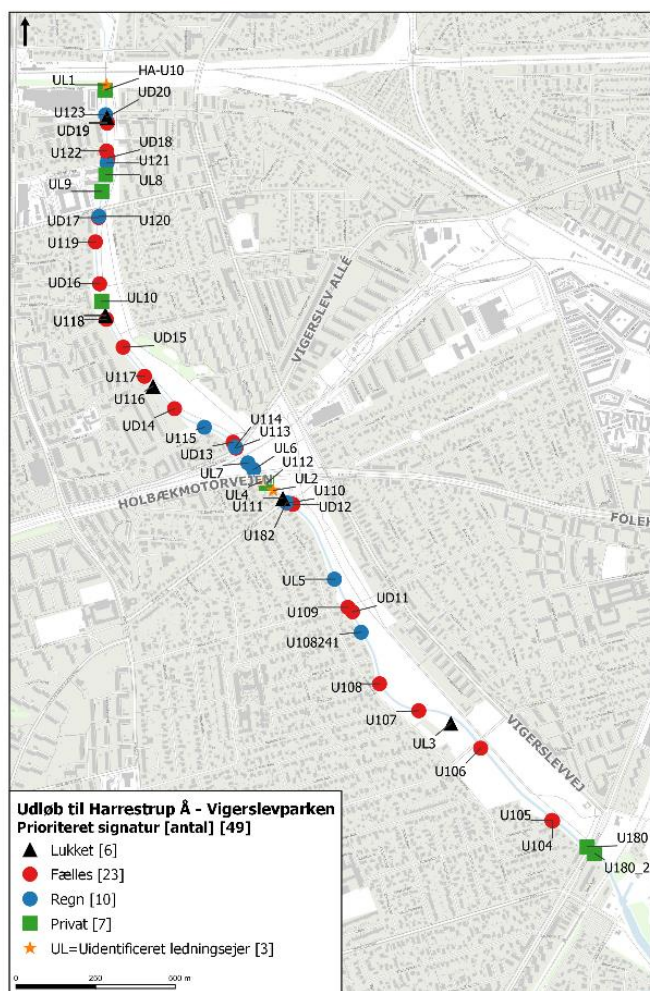 HA-U10
UL1
UD20
U123
UD19
UD18
U122
U121
UL9
UL8
UD17
U120
U119
UD16
UL10
U118
UD15
VIGERSLEV ALLÉ
U117
U116
UD14
U114
U115
U113
UD13
UL6
UL7
U112
HOLBÆKMOTORVEJEN
UL2
UL4
U110
U111
UD12
FOLEH
U182
UL5
UD11
U109
U108241
U108
U107
VIGERSLEVVEJ
UL3
U106
U105
U104
U180
U180_2
Udløb til Harrestrup Å - Vigerslevparken
Prioriteret signatur [antal] [49]
Lukket [6]
Fælles [23]
Regn [10]
Privat [7]
UL=Uidentificeret ledningsejer [3]
0 200 600 m